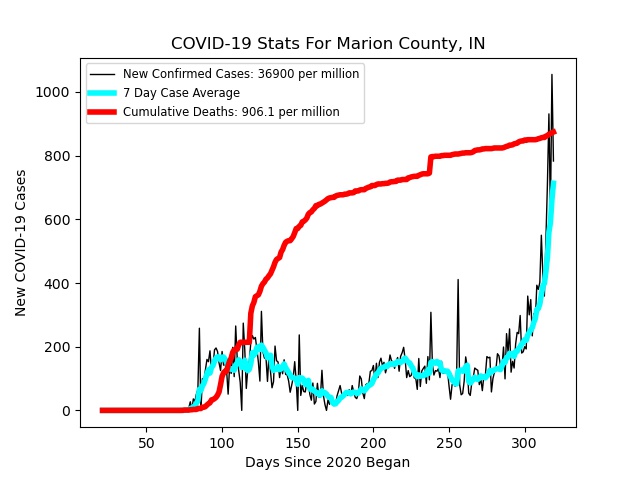 COVID-19 Stats For Marion County, IN
New Confirmed Cases: 36900 per million
7 Day Case Average
Cumulative Deaths: 906.1 per million
New COVID-19 Cases
1000
800
600
400
200
0
50 100 150 200 250 300
Days Since 2020 Began